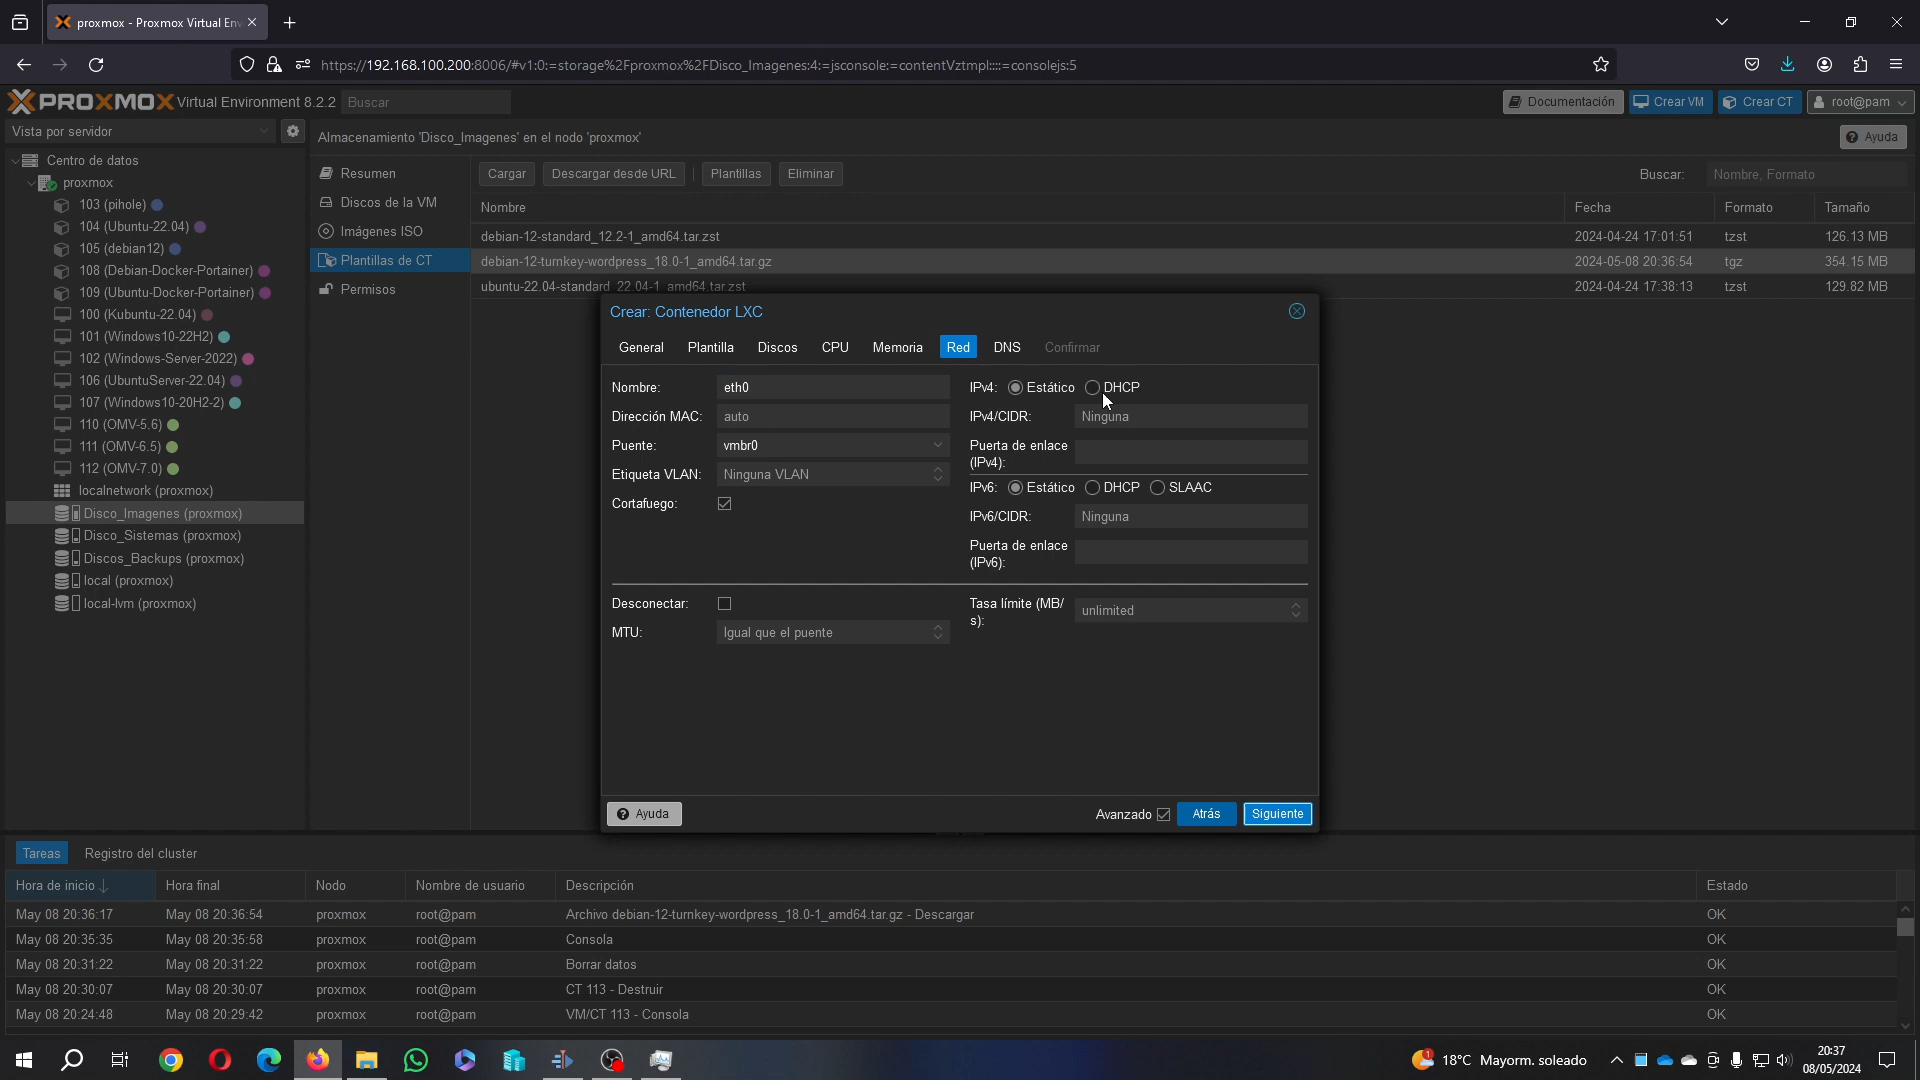 proxmox - Proxmox Virtual En
https://192.168.100.200:8006/#v1:0:=storage%2Fproxmox%2FDisco_Imagenes:4:=jsconsole:=contentVztmpl::::=consolejs:5
PROXMOX Virtual Environment 8.2.2 Buscar Documentación Crear VM Crear CT root@pam
Vista por servidor Almacenamiento 'Disco_Imagenes' en el nodo 'proxmox' Ayuda
Centro de datos
proxmox
103 (pihole)
104 (Ubuntu-22.04)
105 (debian12)
108 (Debian-Docker-Portainer)
109 (Ubuntu-Docker-Portainer)
100 (Kubuntu-22.04)
101 (Windows10-22H2)
102 (Windows-Server-2022)
106 (UbuntuServer-22.04)
107 (Windows10-20H2-2)
110 (OMV-5.6)
111 (OMV-6.5)
112 (OMV-7.0)
localnetwork (proxmox)
Disco_Imagenes (proxmox)
Disco_Sistemas (proxmox)
Discos_Backups (proxmox)
local (proxmox)
local-lvm (proxmox)
Resumen
Discos de la VM
Imágenes ISO
Plantillas de CT
Permisos
Cargar Descargar desde URL Plantillas Eliminar Buscar: Nombre, Formato
Nombre Fecha Formato Tamaño
debian-12-standard_12.2-1_amd64.tar.zst 2024-04-24 17:01:51 tzst 126.13 MB
debian-12-turnkey-wordpress_18.0-1_amd64.tar.gz 2024-05-08 20:36:54 tgz 354.15 MB
ubuntu-22.04-standard_22.04-1_amd64.tar.zst 2024-04-24 17:38:13 tzst 129.82 MB
Crear: Contenedor LXC
General Plantilla Discos CPU Memoria Red DNS Confirmar
Nombre: eth0
Dirección MAC: auto
Puente: vmbr0
Etiqueta VLAN: Ninguna VLAN
Cortafuego:
IPv4: Estático DHCP
IPv4/CIDR: Ninguna
Puerta de enlace
(IPv4):
IPv6: Estático DHCP SLAAC
IPv6/CIDR: Ninguna
Puerta de enlace
(IPv6):
Desconectar:
MTU: Igual que el puente
Tasa límite (MB/
s): unlimited
Ayuda Avanzado Atrás Siguiente
Tareas Registro del cluster
Hora de inicio Hora final Nodo Nombre de usuario Descripción Estado
May 08 20:36:17 May 08 20:36:54 proxmox root@pam Archivo debian-12-turnkey-wordpress_18.0-1_amd64.tar.gz - Descargar OK
May 08 20:35:35 May 08 20:35:58 proxmox root@pam Consola OK
May 08 20:31:22 May 08 20:31:22 proxmox root@pam Borrar datos OK
May 08 20:30:07 May 08 20:30:07 proxmox root@pam CT 113 - Destruir OK
May 08 20:24:48 May 08 20:29:42 proxmox root@pam VM/CT 113 - Consola OK
1 18°C Mayorm. soleado 20:37
08/05/2024